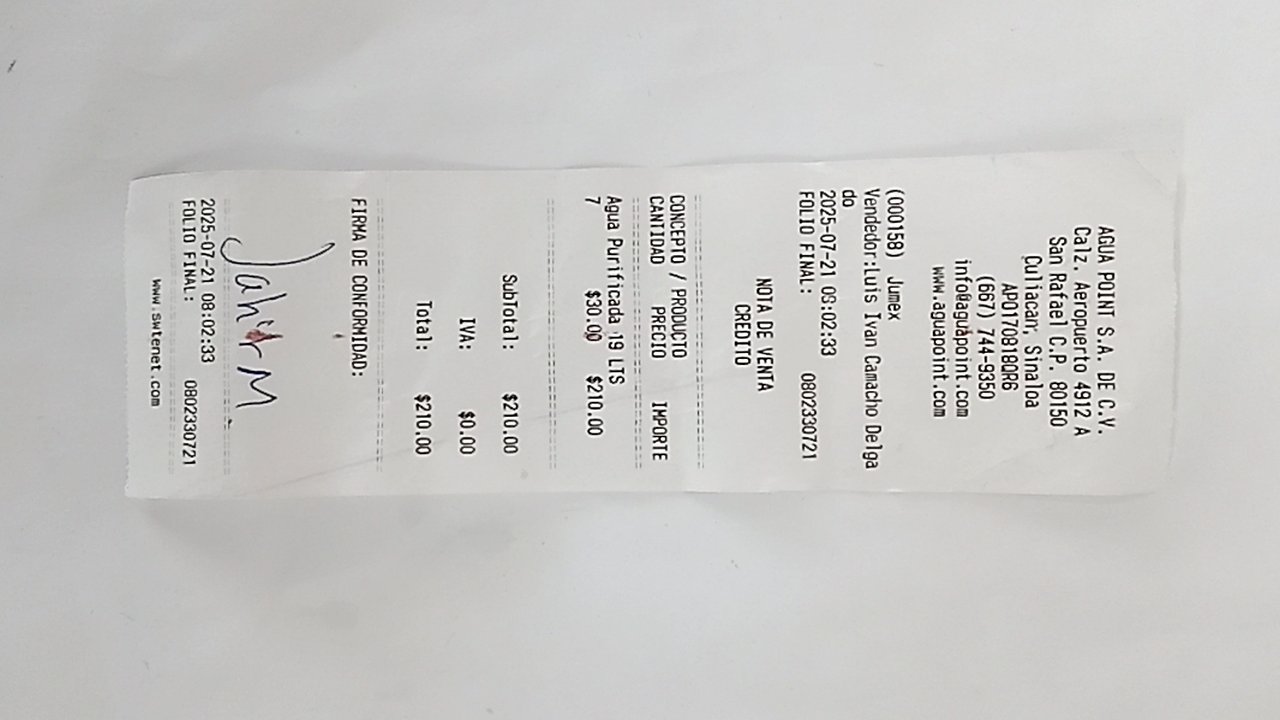 AGUA POINT S.A. DE C.V.
Calz. Aeropuerto 4912 A
San Rafael C.P. 80150
Culiacan, Sinaloa
APO170818QR6
(667) 744-9350
info@aguapoint.com
www.aguapoint.com
(000158) Jumex
Vendedor:Luis Ivan Camacho Delga
do
2025-07-21 08:02:33 0802330721
FOLIO FINAL:
NOTA DE VENTA
CREDITO
CONCEPTO / PRODUCTO
CANTIDAD PRECIO IMPORTE
Agua Purificada 19 LTS
7 $30.00 $210.00
SubTotal: $210.00
IVA: $0.00
Total: $210.00
FIRMA DE CONFORMIDAD:
Jahir M
2025-07-21 08:02:33 0802330721
FOLIO FINAL:
www.swtenet.com